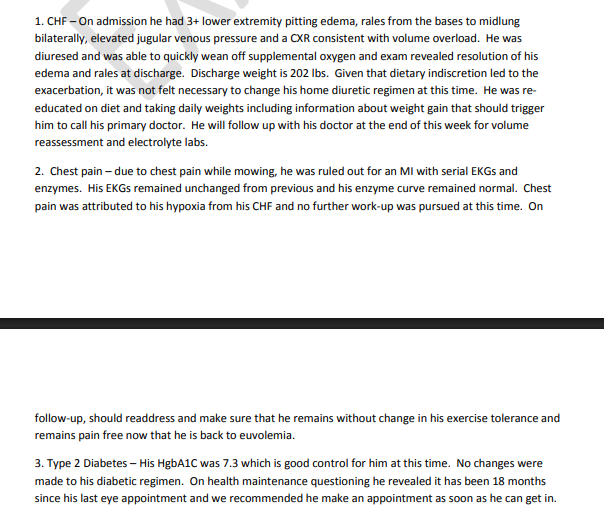 1. CHF – On admission he had 3+ lower extremity pitting edema, rales from the bases to midlung
bilaterally, elevated jugular venous pressure and a CXR consistent with volume overload.  He was
diuresed and was able to quickly wean off supplemental oxygen and exam revealed resolution of his
edema and rales at discharge.  Discharge weight is 202 lbs.  Given that dietary indiscretion led to the
exacerbation, it was not felt necessary to change his home diuretic regimen at this time.  He was re-
educated on diet and taking daily weights including information about weight gain that should trigger
him to call his primary doctor.  He will follow up with his doctor at the end of this week for volume
reassessment and electrolyte labs.
2.  Chest pain – due to chest pain while mowing, he was ruled out for an MI with serial EKGs and
enzymes.  His EKGs remained unchanged from previous and his enzyme curve remained normal.  Chest
pain was attributed to his hypoxia from his CHF and no further work-up was pursued at this time.  On
follow-up, should readdress and make sure that he remains without change in his exercise tolerance and
remains pain free now that he is back to euvolemia.
3. Type 2 Diabetes – His HgbA1C was 7.3 which is good control for him at this time.  No changes were
made to his diabetic regimen.  On health maintenance questioning he revealed it has been 18 months
since his last eye appointment and we recommended he make an appointment as soon as he can get in.